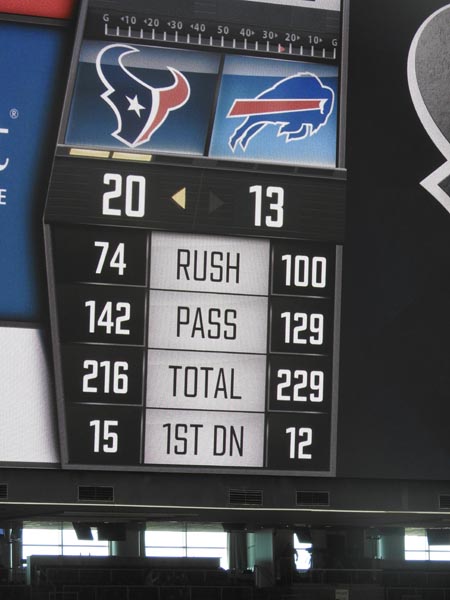 G ◂10 ◂20 ◂30 ◂40 50 40▸ 30▸ 20▸ 10▸ G
®
E
20 13
74 RUSH 100
142 PASS 129
216 TOTAL 229
15 1ST DN 12